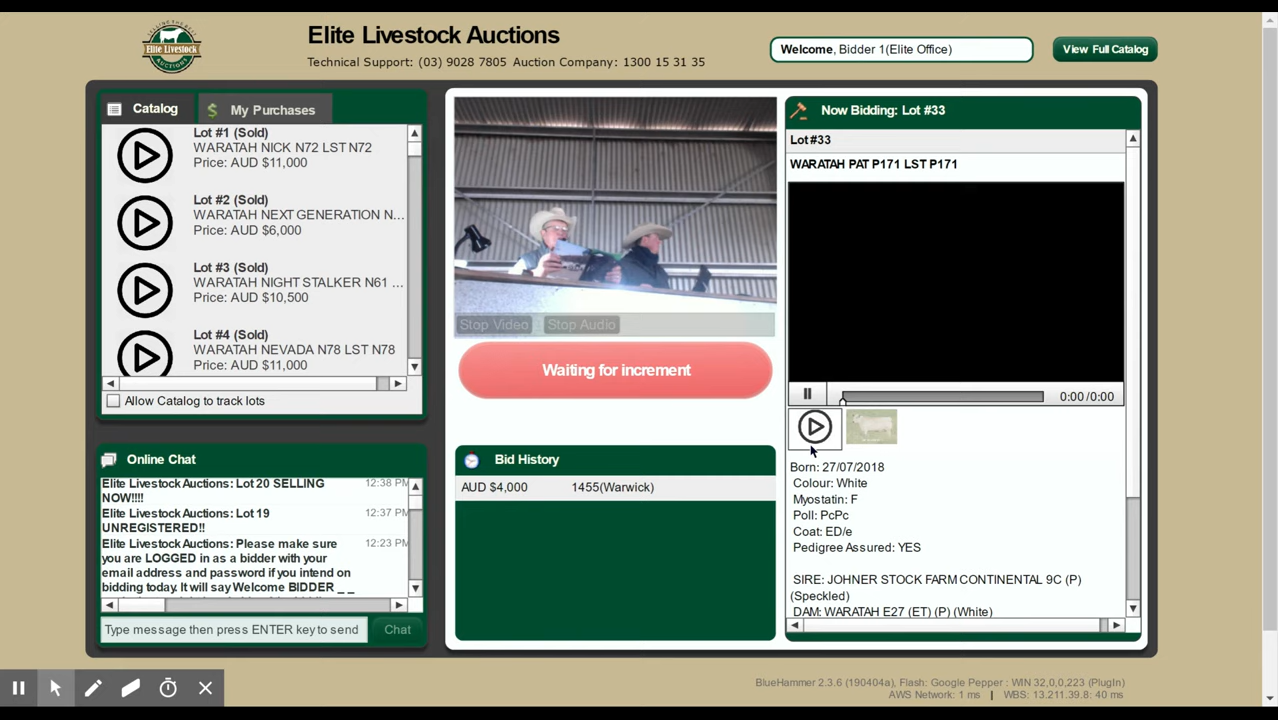 Elite Livestock Auctions
Technical Support: (03) 9028 7805 Auction Company: 1300 15 31 35
Welcome, Bidder 1(Elite Office)
View Full Catalog
Elite Livestock
AUCTIONS
Catalog
My Purchases
Lot #1 (Sold)
WARATAH NICK N72 LST N72
Price: AUD $11,000
Lot #2 (Sold)
WARATAH NEXT GENERATION N...
Price: AUD $6,000
Lot #3 (Sold)
WARATAH NIGHT STALKER N61 ...
Price: AUD $10,500
Lot #4 (Sold)
WARATAH NEVADA N78 LST N78
Price: AUD $11,000
Allow Catalog to track lots
Online Chat
Elite Livestock Auctions: Lot 20 SELLING 12:38 PM
NOW!!!!
Elite Livestock Auctions: Lot 19 12:37 PM
UNREGISTERED!!
Elite Livestock Auctions: Please make sure 12:23 PM
you are LOGGED in as a bidder with your
email address and password if you intend on
bidding today. It will say Welcome BIDDER _ _
Type message then press ENTER key to send
Chat
Stop Video
Stop Audio
Waiting for increment
Bid History
AUD $4,000 1455(Warwick)
Now Bidding: Lot #33
Lot #33
WARATAH PAT P171 LST P171
0:00/0:00
Born: 27/07/2018
Colour: White
Myostatin: F
Poll: PcPc
Coat: ED/e
Pedigree Assured: YES
SIRE: JOHNER STOCK FARM CONTINENTAL 9C (P)
(Speckled)
DAM: WARATAH E27 (ET) (P) (White)
BlueHammer 2.3.6 (190404a), Flash: Google Pepper : WIN 32,0,0,223 (PlugIn)
AWS Network: 1 ms | WBS: 13.211.39.8: 40 ms